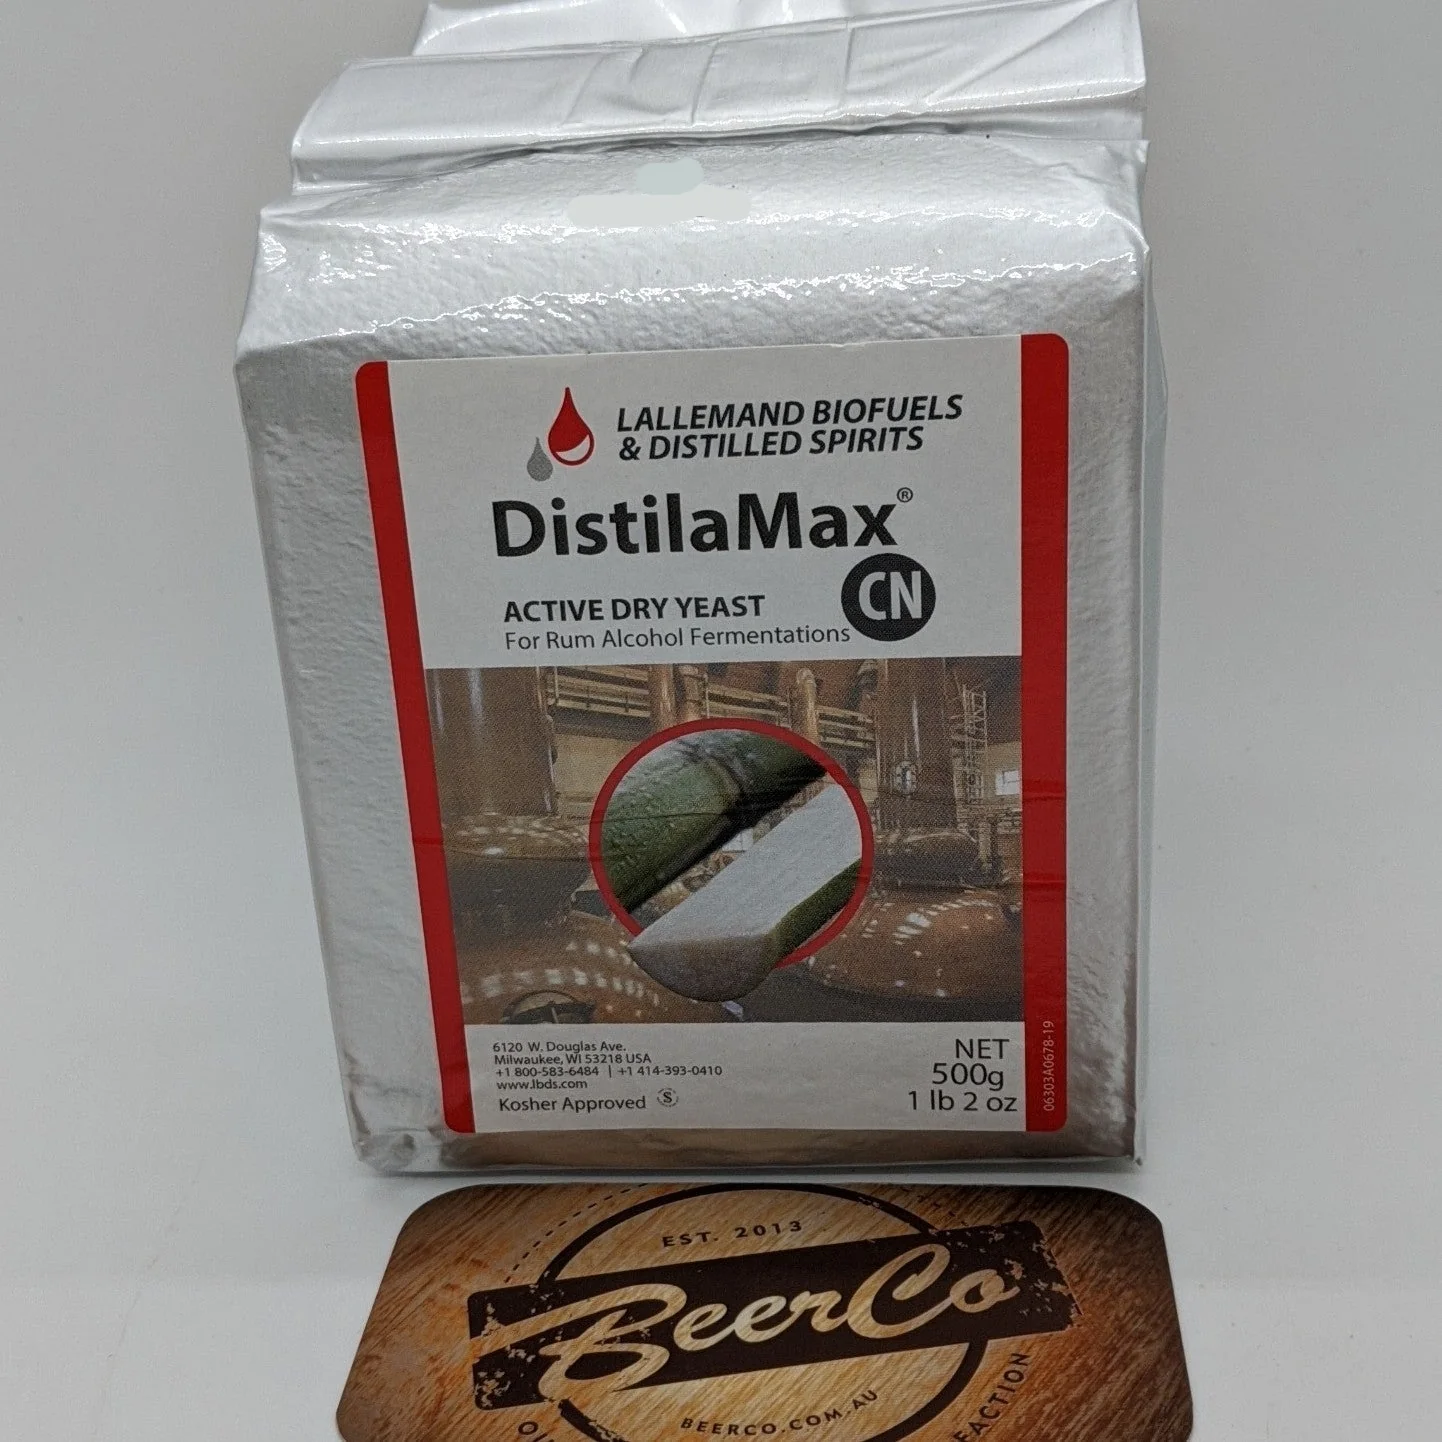 LALLEMAND BIOFUELS
& DISTILLED SPIRITS
DistilaMax®
CN
ACTIVE DRY YEAST
For Rum Alcohol Fermentations
6120 W. Douglas Ave.
Milwaukee, WI 53218 USA
+1 800-583-6484 | +1 414-393-0410
www.lbds.com
Kosher Approved
NET
500g
1 lb 2 oz
06303A0678-19
EST. 2013
BeerCo
BEERCO.COM.AU